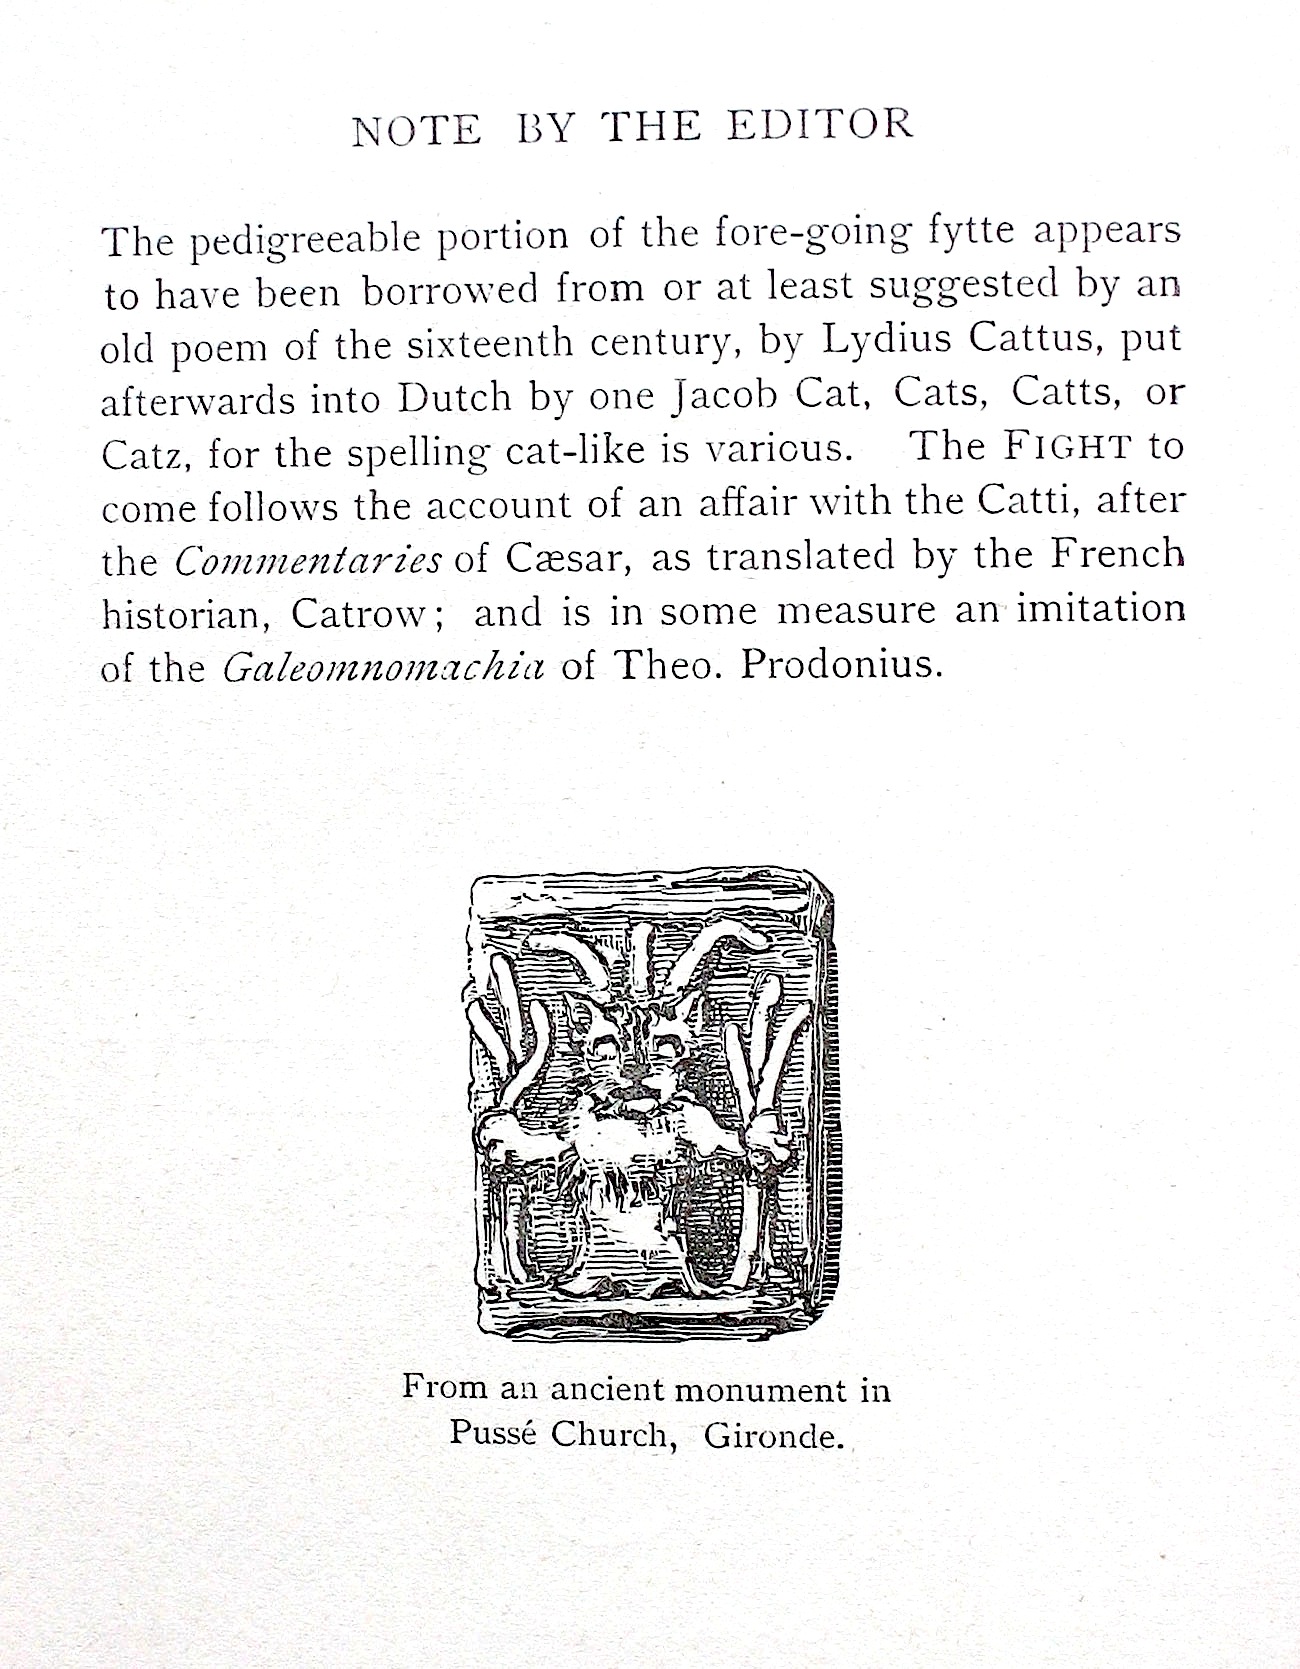 NOTE BY THE EDITOR
The pedigreeable portion of the fore-going fytte appears
to have been borrowed from or at least suggested by an
old poem of the sixteenth century, by Lydius Cattus, put
afterwards into Dutch by one Jacob Cat, Cats, Catts, or
Catz, for the spelling cat-like is various. The FIGHT to
come follows the account of an affair with the Catti, after
the Commentaries of Cæsar, as translated by the French
historian, Catrow; and is in some measure an imitation
of the Galeomnomachia of Theo. Prodonius.
From an ancient monument in
Pussé Church, Gironde.